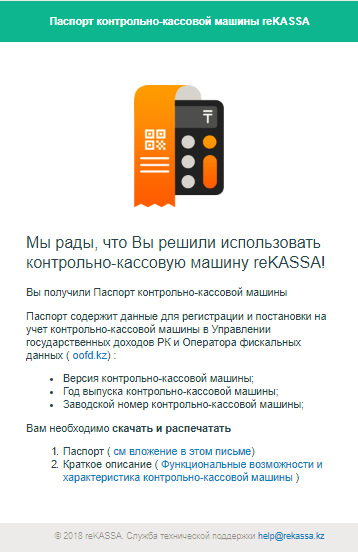 Паспорт контрольно-кассовой машины reKASSA
₸
Мы рады, что Вы решили использовать
контрольно-кассовую машину reKASSA!
Вы получили Паспорт контрольно-кассовой машины
Паспорт содержит данные для регистрации и постановки на
учет контрольно-кассовой машины в Управлении
государственных доходов РК и Оператора фискальных
данных ( oofd.kz) :
• Версия контрольно-кассовой машины;
• Год выпуска контрольно-кассовой машины;
• Заводской номер контрольно-кассовой машины;
Вам необходимо скачать и распечатать
1. Паспорт ( см вложение в этом письме)
2. Краткое описание ( Функциональные возможности и
характеристика контрольно-кассовой машины )
© 2018 reKASSA. Служба технической поддержки help@rekassa.kz